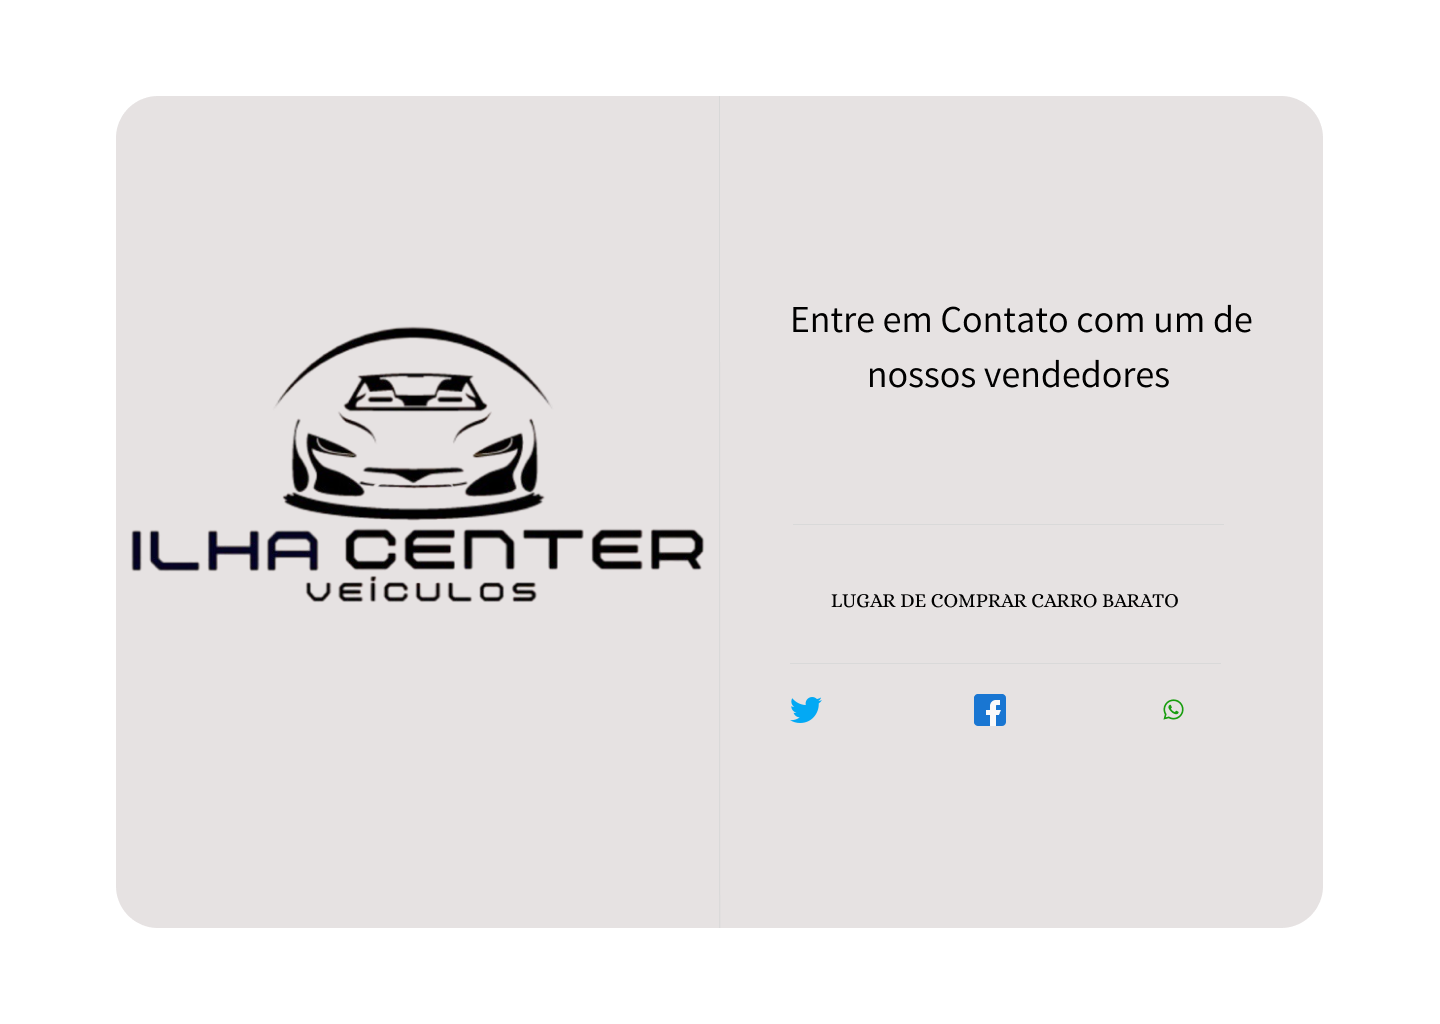 ILHA CENTER
VEÍCULOS
Entre em Contato com um de
nossos vendedores
LUGAR DE COMPRAR CARRO BARATO